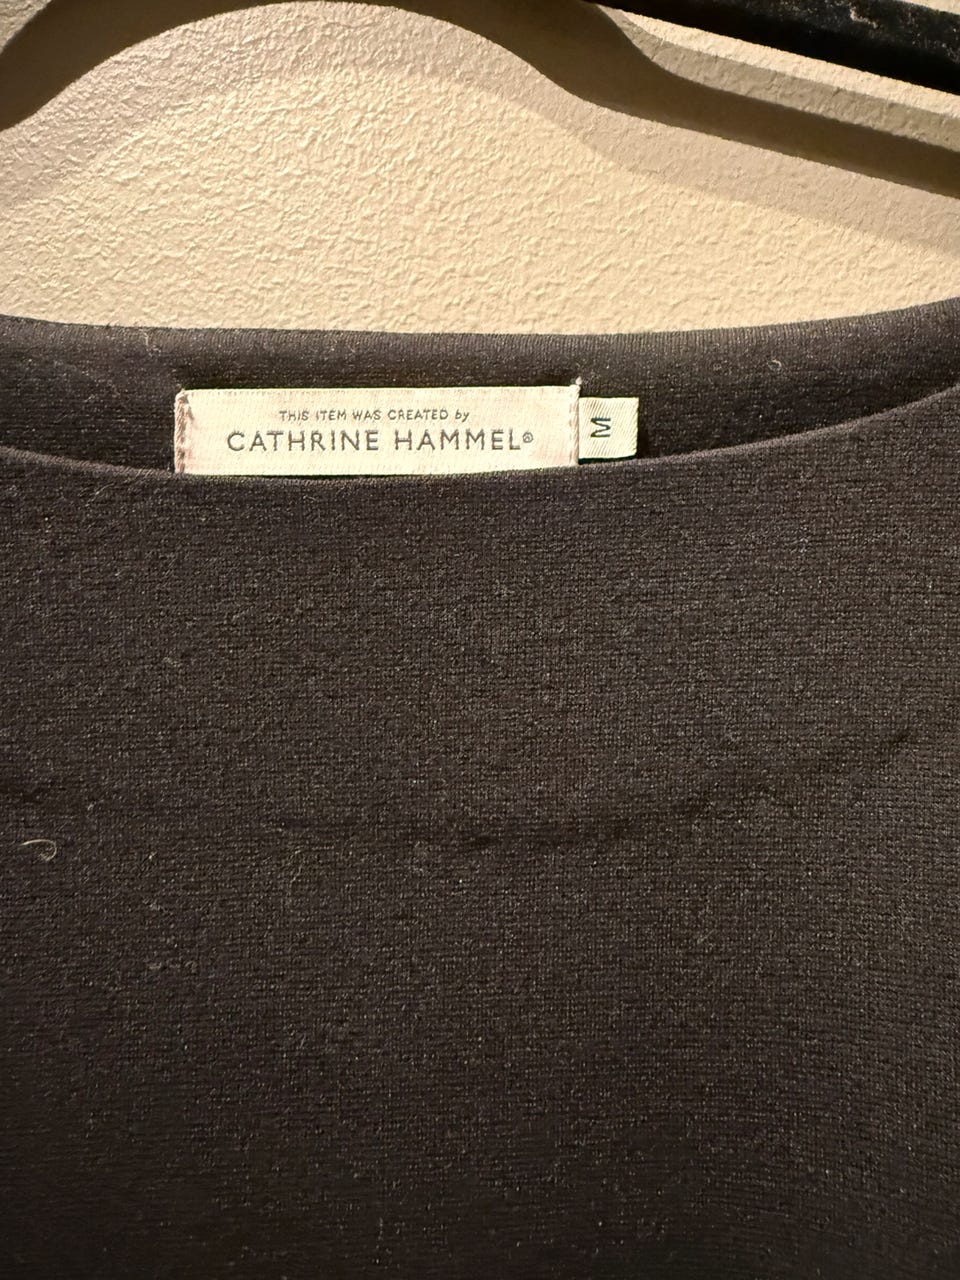 THIS ITEM WAS CREATED by
CATHRINE HAMMEL®
M